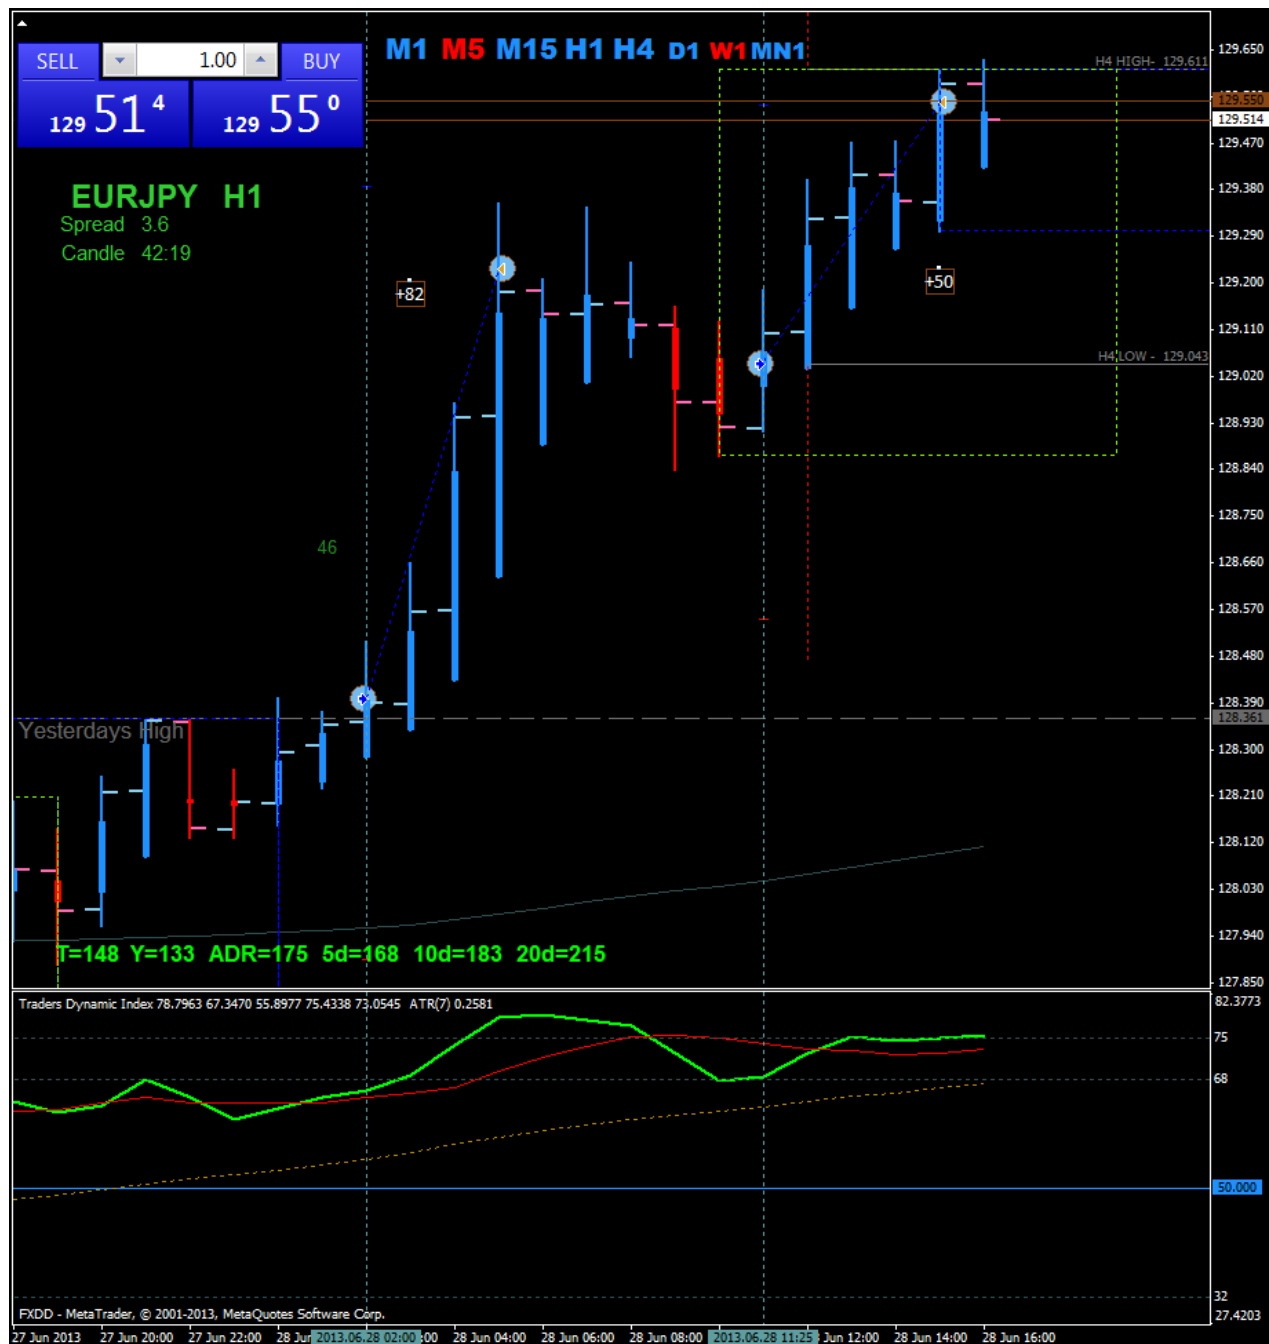 M1 M5 M15 H1 H4 D1 W1 MN1
SELL 1.00 BUY
129 51 4 129 55 0
EURJPY H1
Spread 3.6
Candle 42:19
H4 HIGH- 129.611
+82
+50
H4 LOW - 129.043
46
Yesterdays High
T=148 Y=133 ADR=175 5d=168 10d=183 20d=215
129.650
129.550
129.514
129.470
129.380
129.290
129.200
129.110
129.020
128.930
128.840
128.750
128.660
128.570
128.480
128.390
128.361
128.300
128.210
128.120
128.030
127.940
127.850
Traders Dynamic Index 78.7963 67.3470 55.8977 75.4338 73.0545 ATR(7) 0.2581
82.3773
75
68
50.000
32
27.4203
FXDD - MetaTrader, © 2001-2013, MetaQuotes Software Corp.
27 Jun 2013 27 Jun 20:00 27 Jun 22:00 28 Jun 2013.06.28 02:00 :00 28 Jun 04:00 28 Jun 06:00 28 Jun 08:00 2013.06.28 11:25 Jun 12:00 28 Jun 14:00 28 Jun 16:00